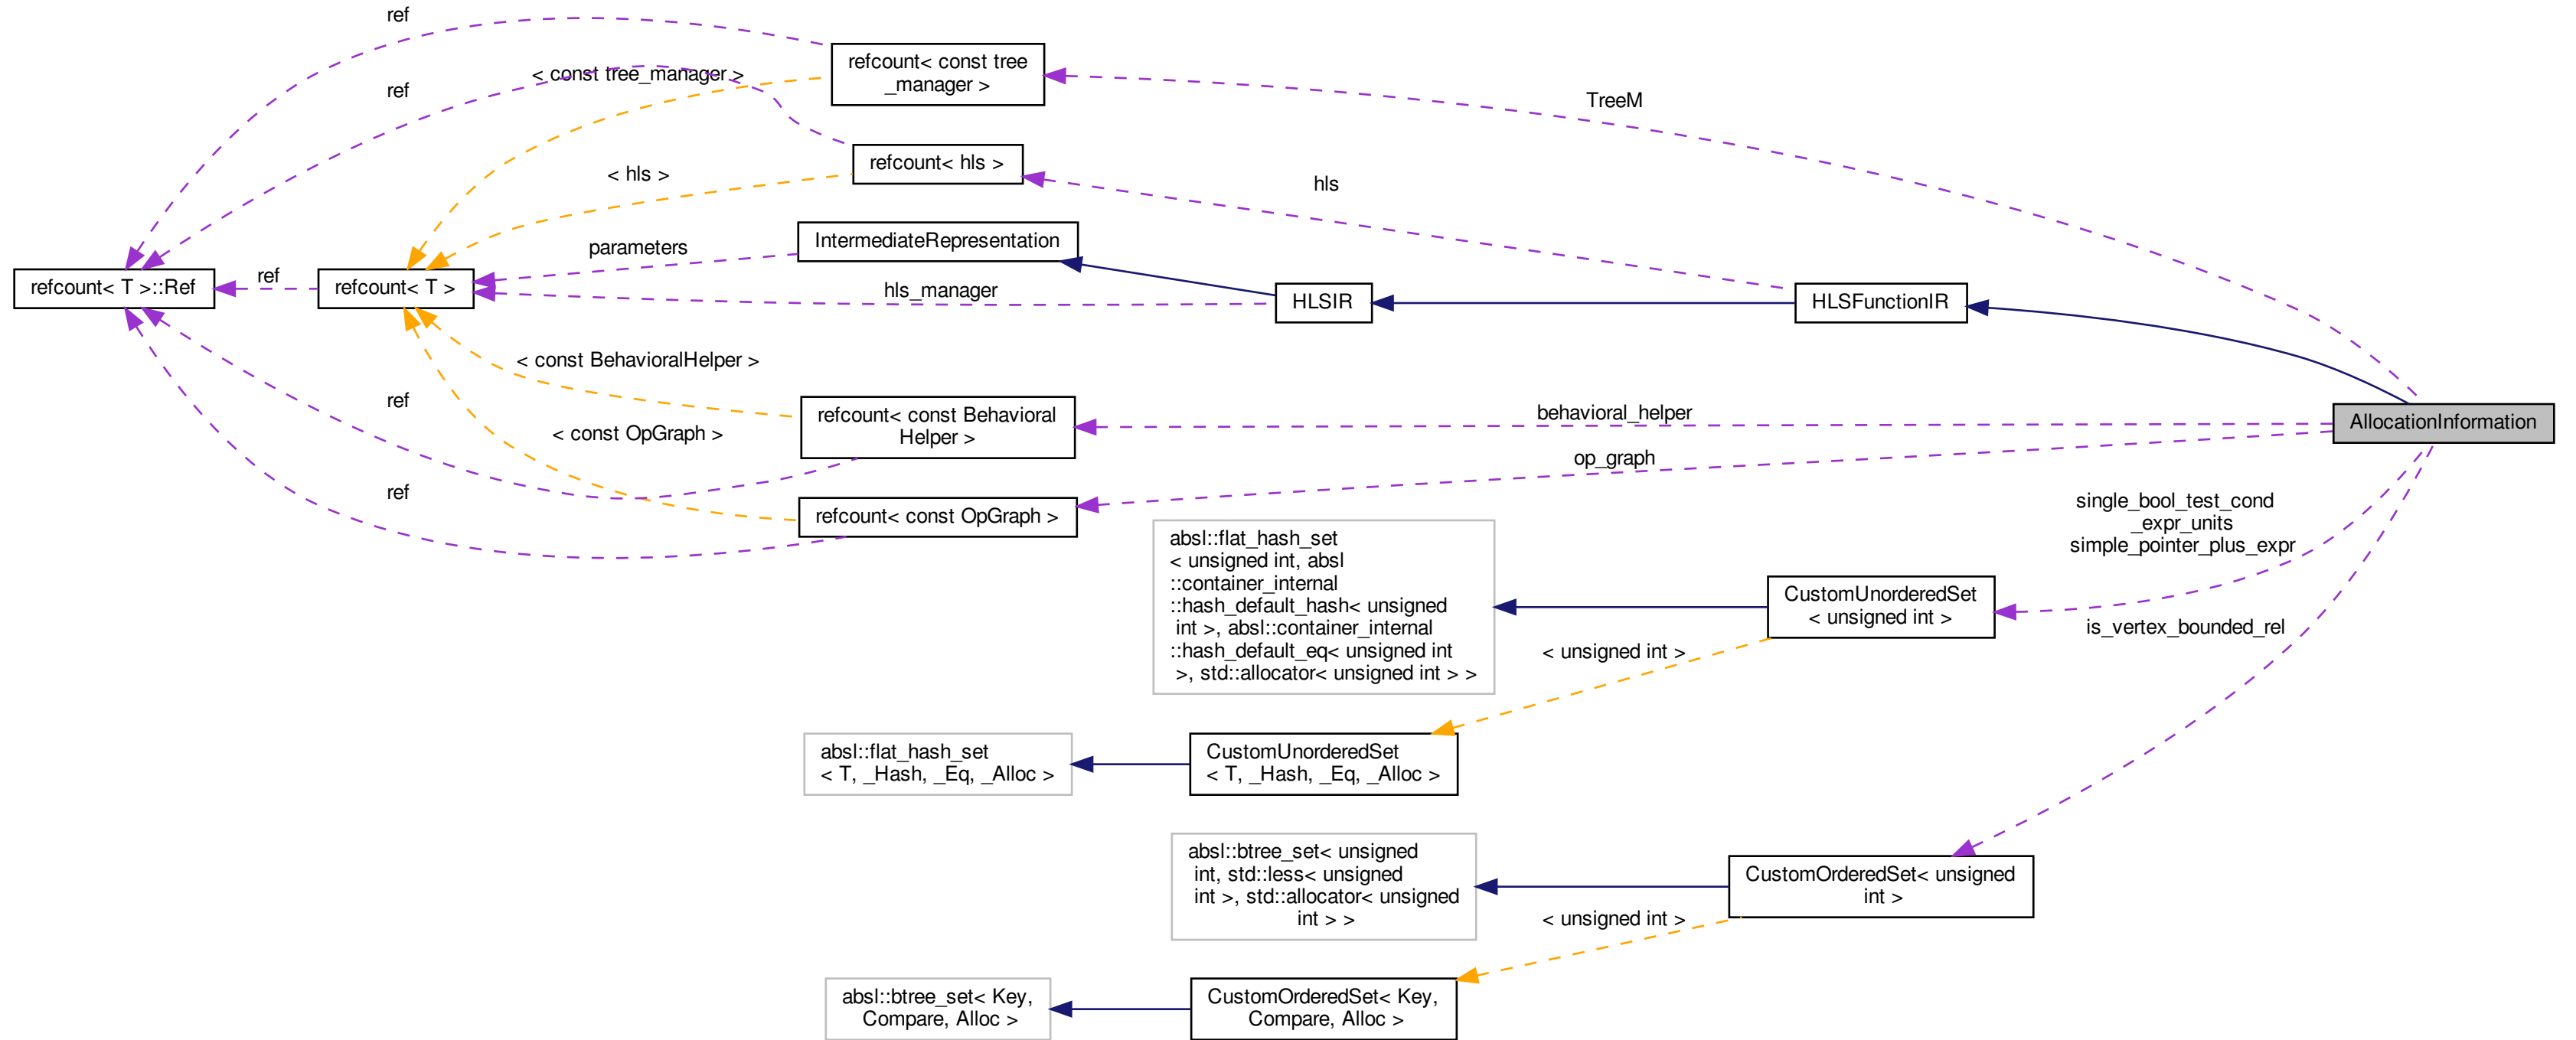 ref
refcount< const tree
_manager >
< const tree_manager >
ref
TreeM
refcount< hls >
< hls >
hls
IntermediateRepresentation
parameters
refcount< T >::Ref
ref
refcount< T >
hls_manager
HLSIR
HLSFunctionIR
< const BehavioralHelper >
ref
refcount< const Behavioral
Helper >
behavioral_helper
AllocationInformation
< const OpGraph >
op_graph
ref
refcount< const OpGraph >
single_bool_test_cond
_expr_units
simple_pointer_plus_expr
absl::flat_hash_set
< unsigned int, absl
::container_internal
::hash_default_hash< unsigned
int >, absl::container_internal
::hash_default_eq< unsigned int
>, std::allocator< unsigned int > >
CustomUnorderedSet
< unsigned int >
is_vertex_bounded_rel
< unsigned int >
absl::flat_hash_set
< T, _Hash, _Eq, _Alloc >
CustomUnorderedSet
< T, _Hash, _Eq, _Alloc >
absl::btree_set< unsigned
int, std::less< unsigned
int >, std::allocator< unsigned
int > >
CustomOrderedSet< unsigned
int >
< unsigned int >
absl::btree_set< Key,
Compare, Alloc >
CustomOrderedSet< Key,
Compare, Alloc >